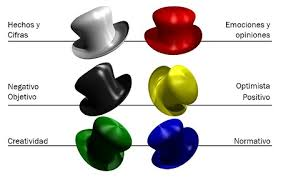 Hechos y
Cifras
Emociones y
opiniones
Negativo
Objetivo
Optimista
Positivo
Creatividad
Normativo